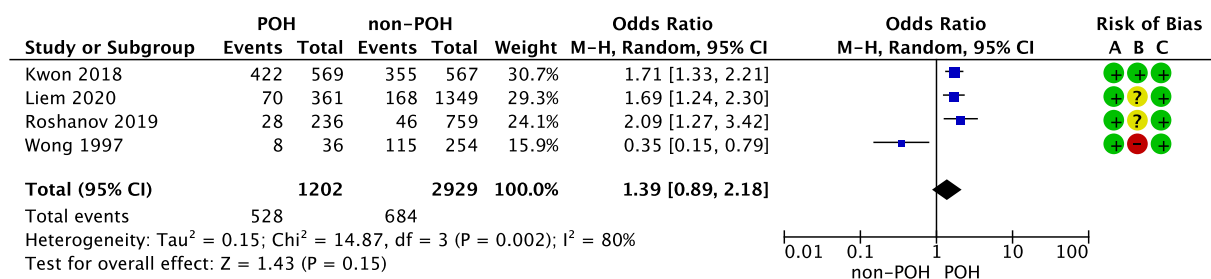 POH non-POH Odds Ratio Odds Ratio Risk of Bias
Study or Subgroup Events Total Events Total Weight M-H, Random, 95% CI M-H, Random, 95% CI A B C
Kwon 2018 422 569 355 567 30.7% 1.71 [1.33, 2.21] + + +
Liem 2020 70 361 168 1349 29.3% 1.69 [1.24, 2.30] + ? +
Roshanov 2019 28 236 46 759 24.1% 2.09 [1.27, 3.42] + ? +
Wong 1997 8 36 115 254 15.9% 0.35 [0.15, 0.79] + − +
Total (95% CI) 1202 2929 100.0% 1.39 [0.89, 2.18]
Total events 528 684
Heterogeneity: Tau² = 0.15; Chi² = 14.87, df = 3 (P = 0.002); I² = 80%
Test for overall effect: Z = 1.43 (P = 0.15)
0.01 0.1 1 10 100
non-POH POH